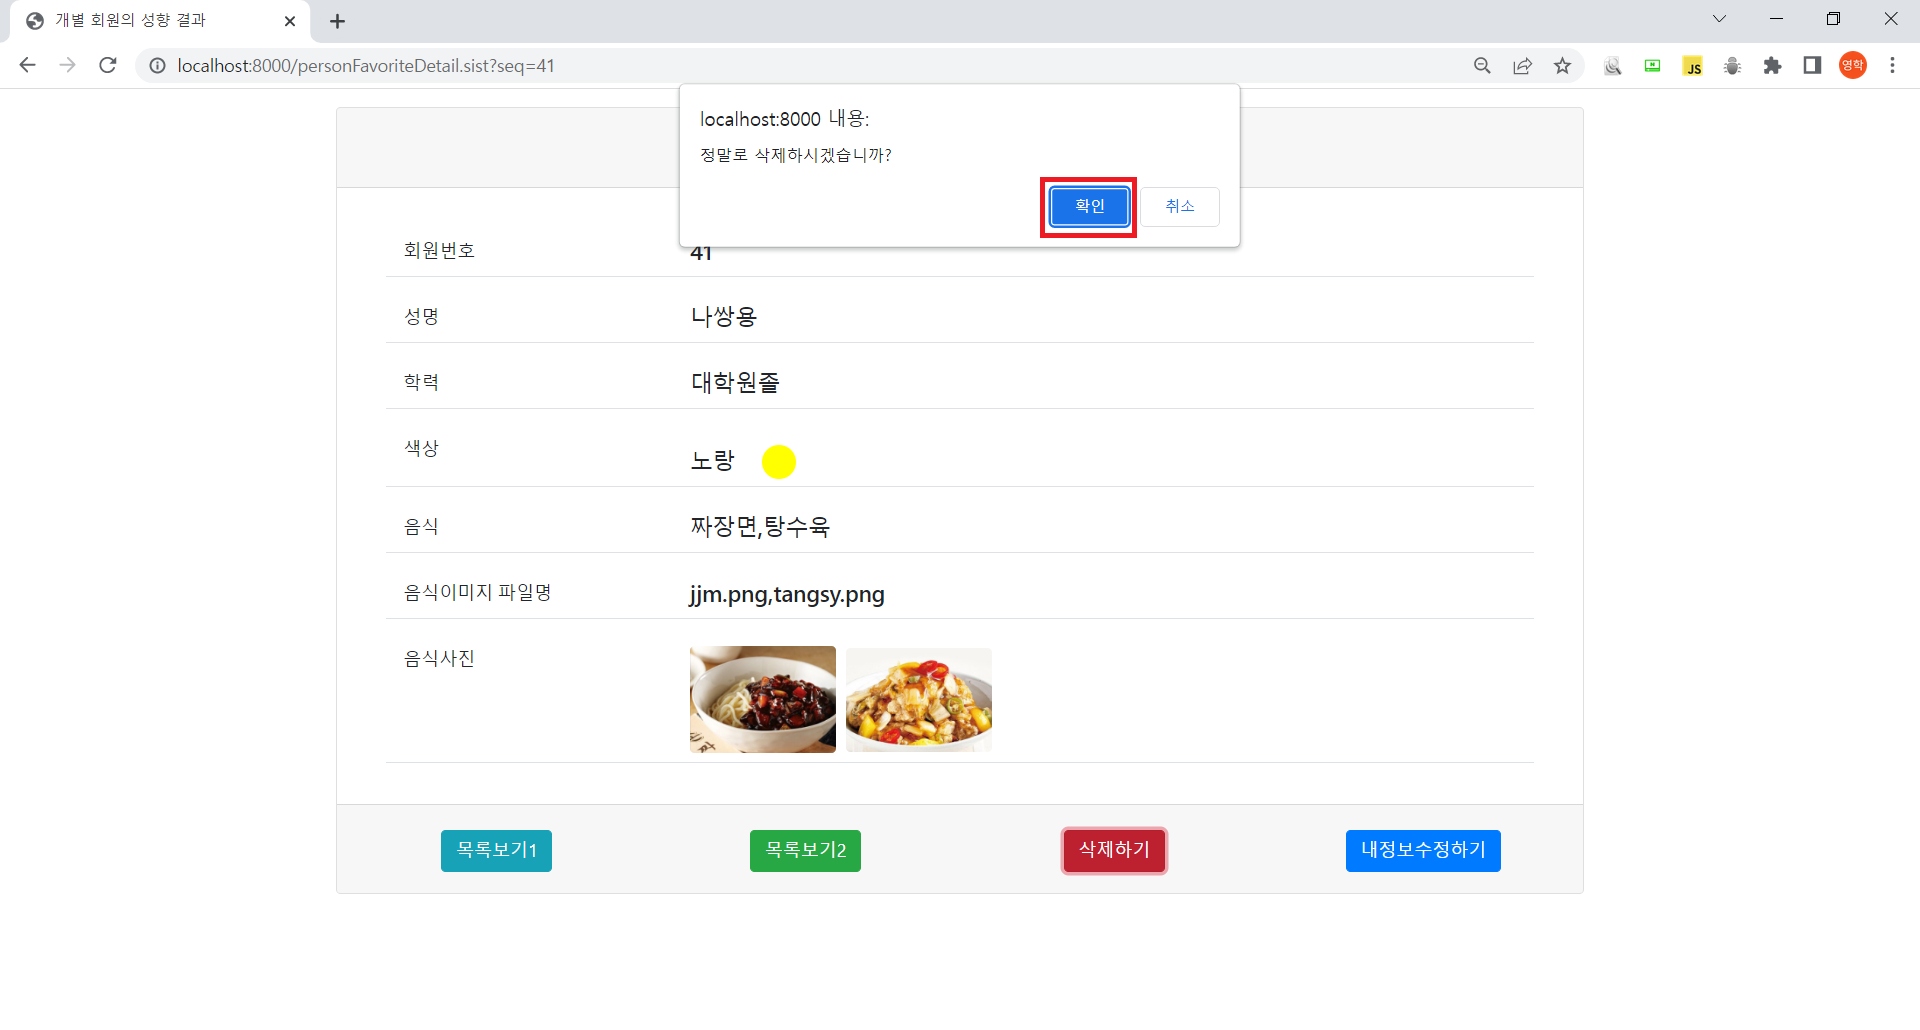 개별 회원의 성향 결과
localhost:8000/personFavoriteDetail.sist?seq=41
JS
영학
localhost:8000 내용:
정말로 삭제하시겠습니까?
확인 취소
회원번호 41
성명 나쌍용
학력 대학원졸
색상 노랑
음식 짜장면,탕수육
음식이미지 파일명 jjm.png,tangsy.png
음식사진
목록보기1 목록보기2 삭제하기 내정보수정하기